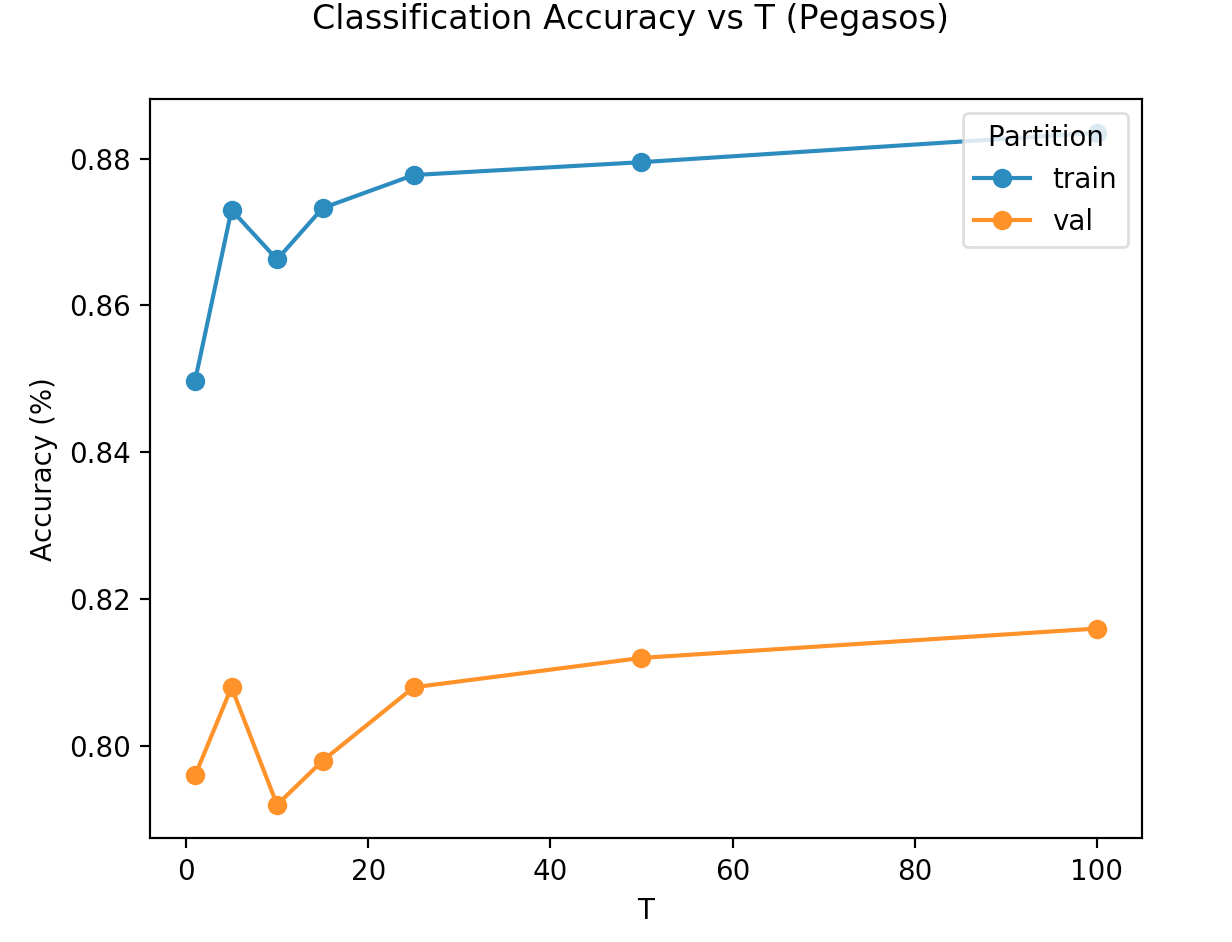 Classification Accuracy vs T (Pegasos)
Partition
train
val
0.88
0.86
0.84
0.82
0.80
Accuracy (%)
0 20 40 60 80 100
T